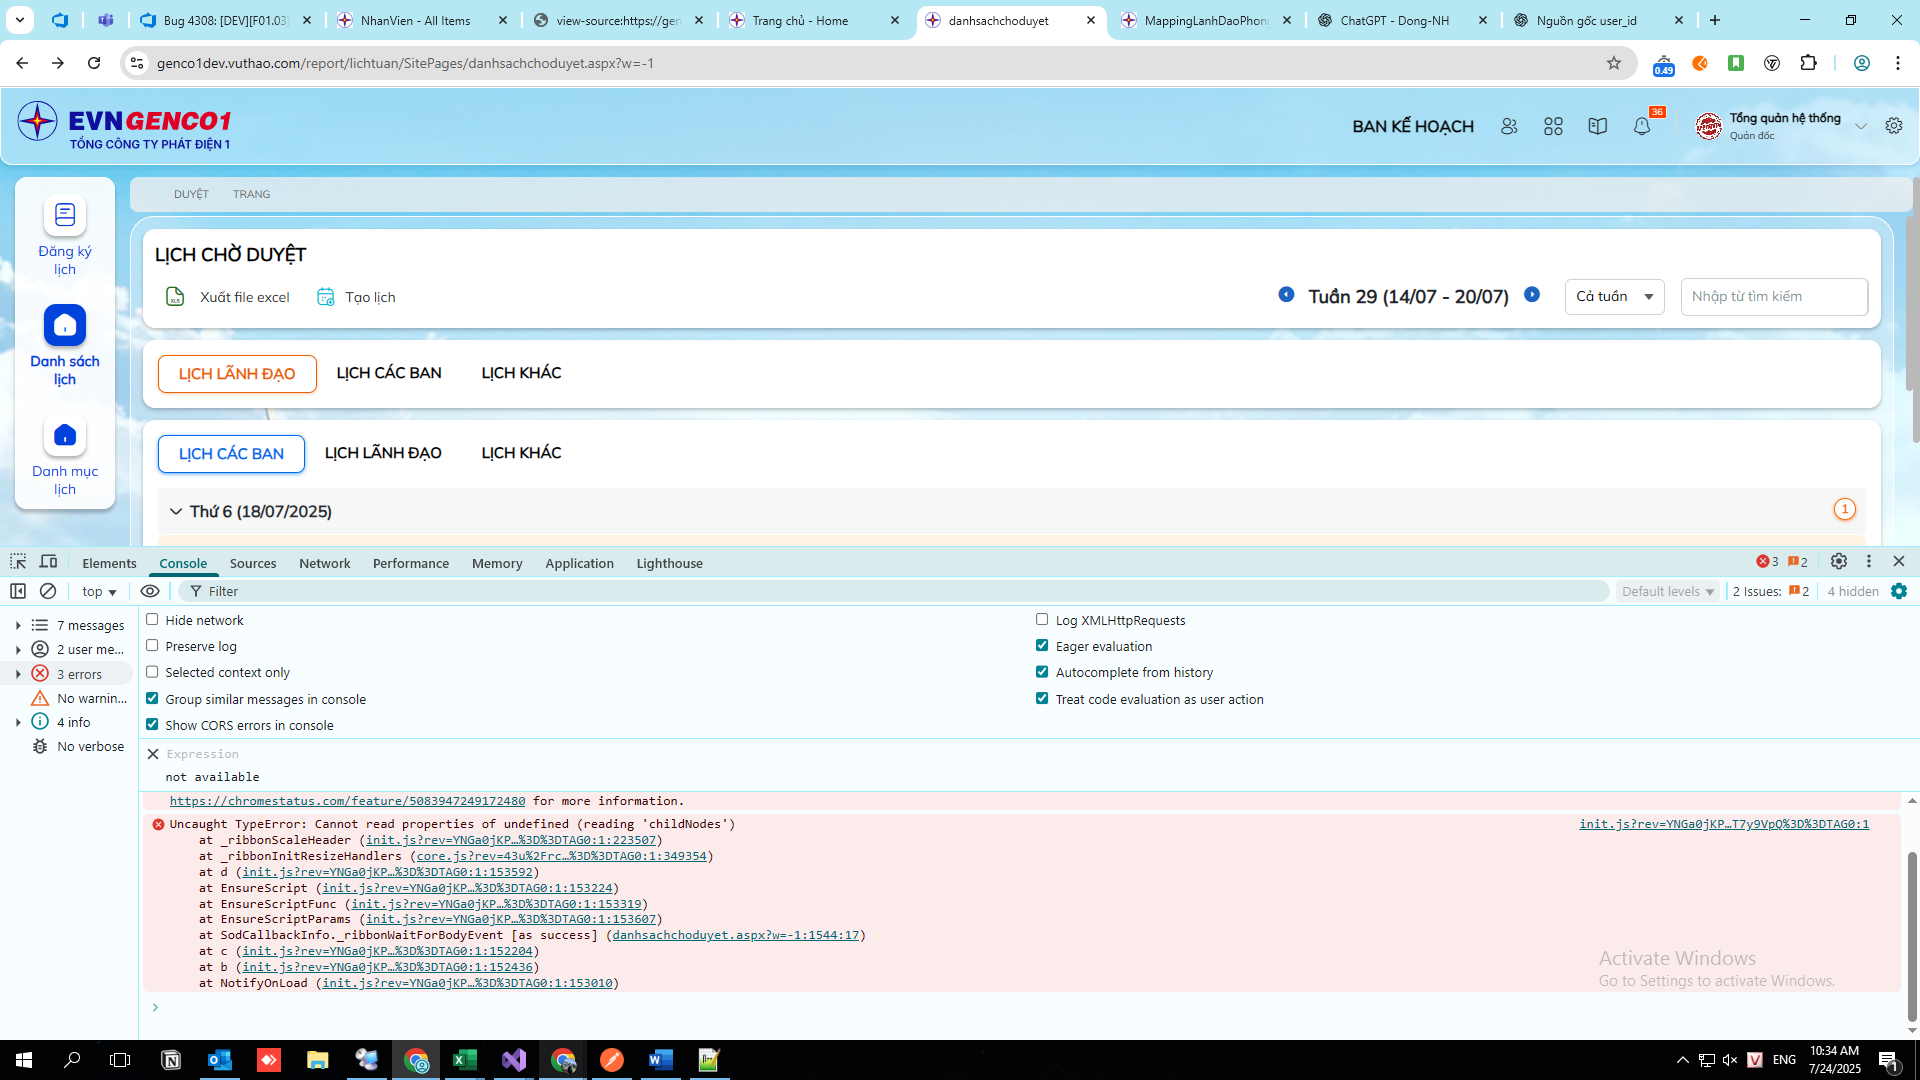 Bug 4308: [DEV][F01.03]
NhanVien - All Items
view-source:https://gen
Trang chủ - Home
danhsachchoduyet
MappingLanhDaoPhong
ChatGPT - Dong-NH
Nguồn gốc user_id
genco1dev.vuthao.com/report/lichtuan/SitePages/danhsachchoduyet.aspx?w=-1
0.49
EVNGENCO1
TỔNG CÔNG TY PHÁT ĐIỆN 1
BAN KẾ HOẠCH
36
Tổng quản hệ thống
Quản đốc
Đăng ký lịch
Danh sách lịch
Danh mục lịch
DUYỆT
TRANG
LỊCH CHỜ DUYỆT
Xuất file excel
Tạo lịch
Tuần 29 (14/07 - 20/07)
Cả tuần
Nhập từ tìm kiếm
LỊCH LÃNH ĐẠO
LỊCH CÁC BAN
LỊCH KHÁC
LỊCH CÁC BAN
LỊCH LÃNH ĐẠO
LỊCH KHÁC
Thứ 6 (18/07/2025)
1
Elements
Console
Sources
Network
Performance
Memory
Application
Lighthouse
3
2
top
Filter
Default levels
2 Issues:
2
4 hidden
7 messages
2 user me...
3 errors
No warnin...
4 info
No verbose
Hide network
Preserve log
Selected context only
Group similar messages in console
Show CORS errors in console
Log XMLHttpRequests
Eager evaluation
Autocomplete from history
Treat code evaluation as user action
Expression
not available
https://chromestatus.com/feature/5083947249172480 for more information.
Uncaught TypeError: Cannot read properties of undefined (reading 'childNodes')
init.js?rev=YNGa0jKP…T7y9VpQ%3D%3DTAG0:1
at _ribbonScaleHeader (init.js?rev=YNGa0jKP…%3D%3DTAG0:1:223507)
at _ribbonInitResizeHandlers (core.js?rev=43u%2Frc…%3D%3DTAG0:1:349354)
at d (init.js?rev=YNGa0jKP…%3D%3DTAG0:1:153592)
at EnsureScript (init.js?rev=YNGa0jKP…%3D%3DTAG0:1:153224)
at EnsureScriptFunc (init.js?rev=YNGa0jKP…%3D%3DTAG0:1:153319)
at EnsureScriptParams (init.js?rev=YNGa0jKP…%3D%3DTAG0:1:153607)
at SodCallbackInfo._ribbonWaitForBodyEvent [as success] (danhsachchoduyet.aspx?w=-1:1544:17)
at c (init.js?rev=YNGa0jKP…%3D%3DTAG0:1:152204)
at b (init.js?rev=YNGa0jKP…%3D%3DTAG0:1:152436)
at NotifyOnLoad (init.js?rev=YNGa0jKP…%3D%3DTAG0:1:153010)
Activate Windows
Go to Settings to activate Windows.
ENG
10:34 AM
7/24/2025
1